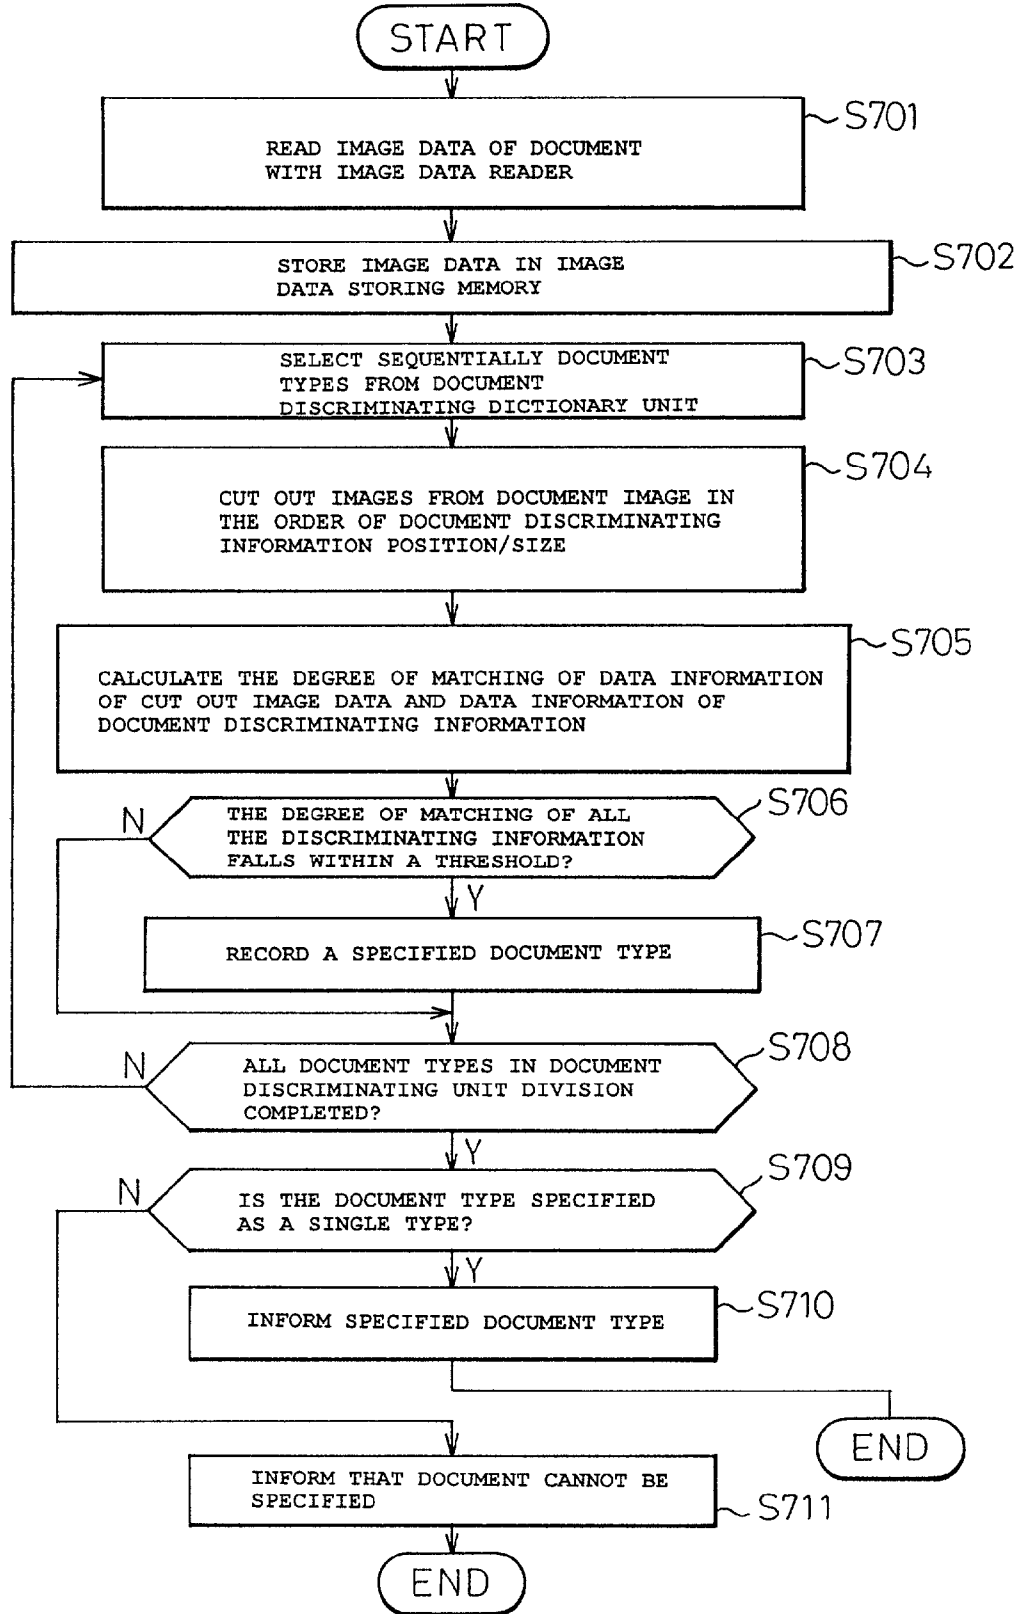 START
S701
READ IMAGE DATA OF DOCUMENT
WITH IMAGE DATA READER
S702
STORE IMAGE DATA IN IMAGE
DATA STORING MEMORY
S703
SELECT SEQUENTIALLY DOCUMENT
TYPES FROM DOCUMENT
DISCRIMINATING DICTIONARY UNIT
S704
CUT OUT IMAGES FROM DOCUMENT IMAGE IN
THE ORDER OF DOCUMENT DISCRIMINATING
INFORMATION POSITION/SIZE
S705
CALCULATE THE DEGREE OF MATCHING OF DATA INFORMATION
OF CUT OUT IMAGE DATA AND DATA INFORMATION OF
DOCUMENT DISCRIMINATING INFORMATION
S706
N
THE DEGREE OF MATCHING OF ALL
THE DISCRIMINATING INFORMATION
FALLS WITHIN A THRESHOLD?
Y
S707
RECORD A SPECIFIED DOCUMENT TYPE
S708
N
ALL DOCUMENT TYPES IN DOCUMENT
DISCRIMINATING UNIT DIVISION
COMPLETED?
Y
S709
N
IS THE DOCUMENT TYPE SPECIFIED
AS A SINGLE TYPE?
Y
S710
INFORM SPECIFIED DOCUMENT TYPE
END
INFORM THAT DOCUMENT CANNOT BE
SPECIFIED
S711
END